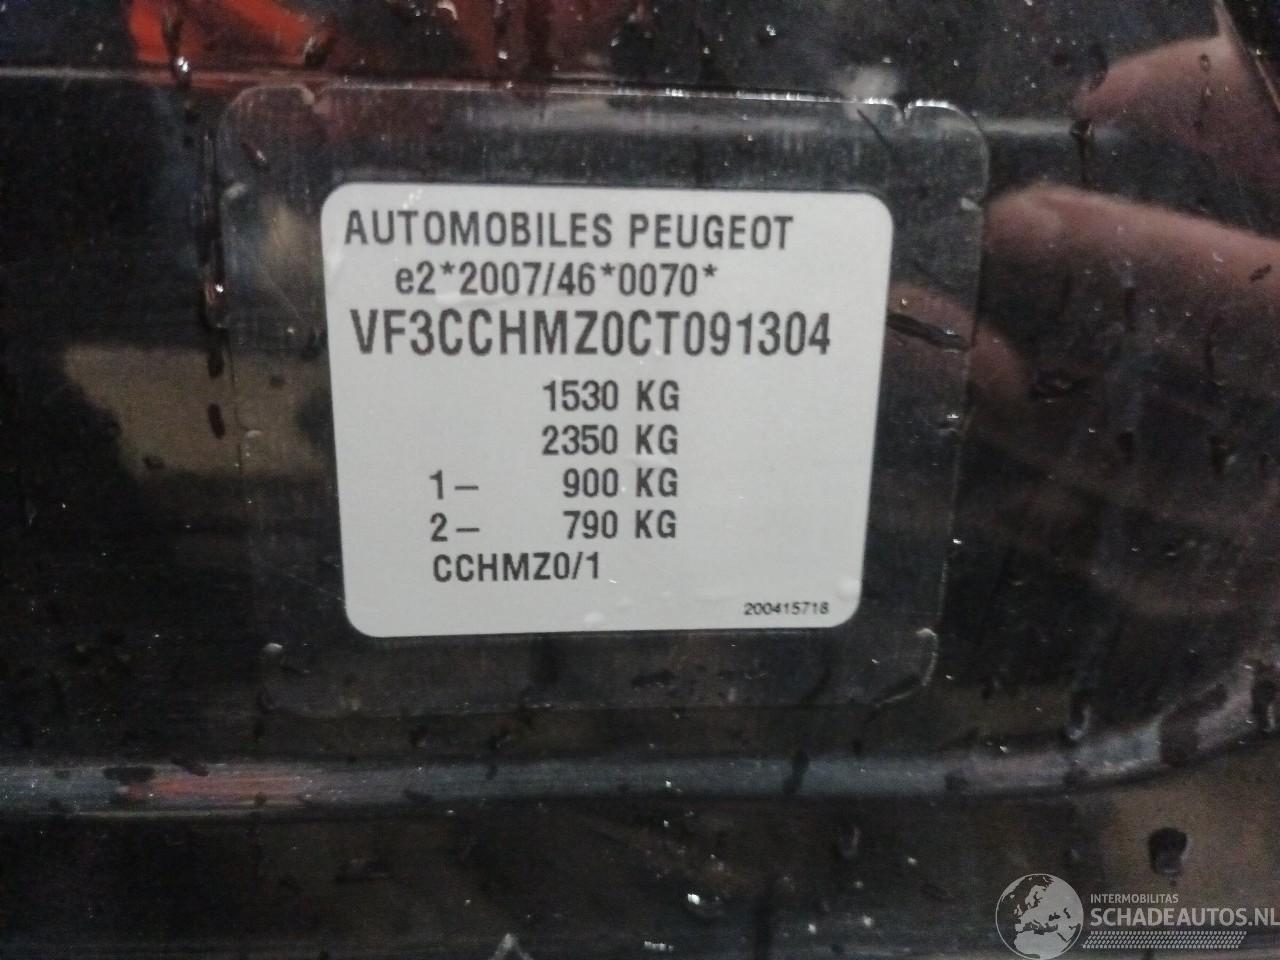 AUTOMOBILES PEUGEOT
e2*2007/46*0070*
VF3CCHMZ0CT091304
1530 KG
2350 KG
1– 900 KG
2– 790 KG
CCHMZ0/1
200415718
INTERMOBILITAS
SCHADEAUTOS.NL